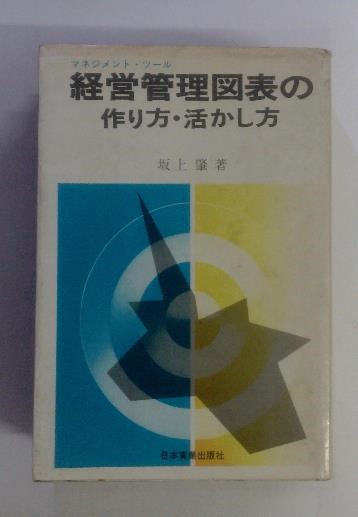 マネジメント・ツール
経営管理図表の
作り方・活かし方
坂上 肇 著
日本実業出版社